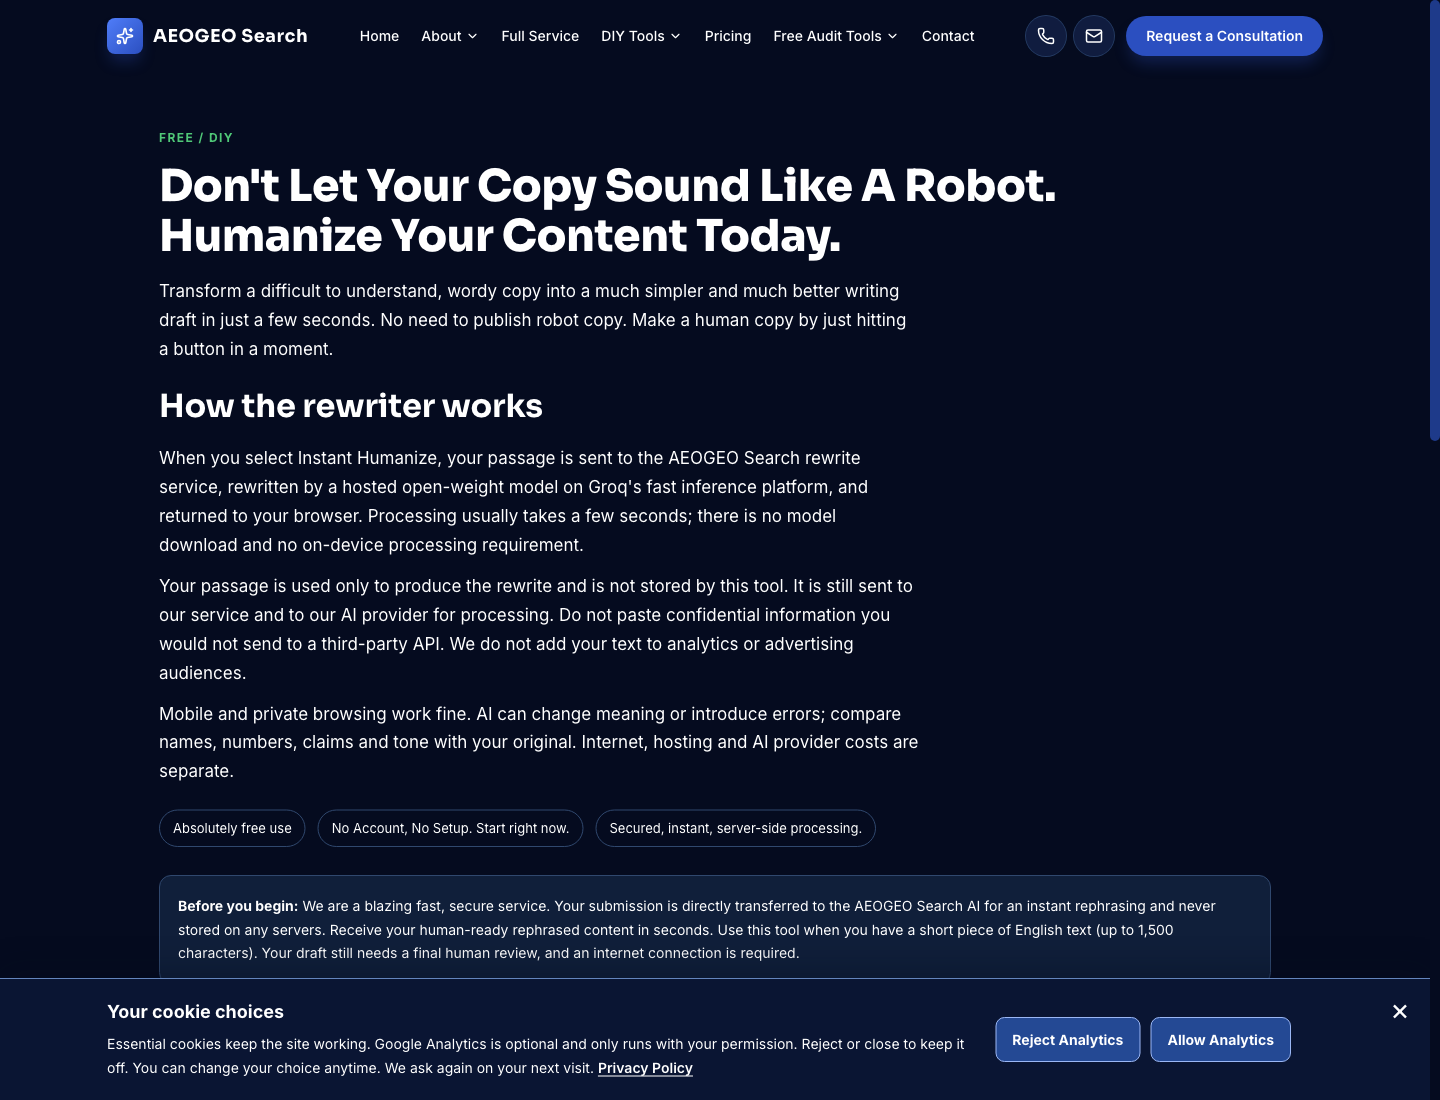 AEOGEO Search
Home
About
Full Service
DIY Tools
Pricing
Free Audit Tools
Contact
Request a Consultation
FREE / DIY
Don't Let Your Copy Sound Like A Robot.
Humanize Your Content Today.
Transform a difficult to understand, wordy copy into a much simpler and much better writing
draft in just a few seconds. No need to publish robot copy. Make a human copy by just hitting
a button in a moment.
How the rewriter works
When you select Instant Humanize, your passage is sent to the AEOGEO Search rewrite
service, rewritten by a hosted open-weight model on Groq's fast inference platform, and
returned to your browser. Processing usually takes a few seconds; there is no model
download and no on-device processing requirement.
Your passage is used only to produce the rewrite and is not stored by this tool. It is still sent to
our service and to our AI provider for processing. Do not paste confidential information you
would not send to a third-party API. We do not add your text to analytics or advertising
audiences.
Mobile and private browsing work fine. AI can change meaning or introduce errors; compare
names, numbers, claims and tone with your original. Internet, hosting and AI provider costs are
separate.
Absolutely free use
No Account, No Setup. Start right now.
Secured, instant, server-side processing.
Before you begin: We are a blazing fast, secure service. Your submission is directly transferred to the AEOGEO Search AI for an instant rephrasing and never
stored on any servers. Receive your human-ready rephrased content in seconds. Use this tool when you have a short piece of English text (up to 1,500
characters). Your draft still needs a final human review, and an internet connection is required.
Your cookie choices
Essential cookies keep the site working. Google Analytics is optional and only runs with your permission. Reject or close to keep it
off. You can change your choice anytime. We ask again on your next visit. Privacy Policy
Reject Analytics
Allow Analytics